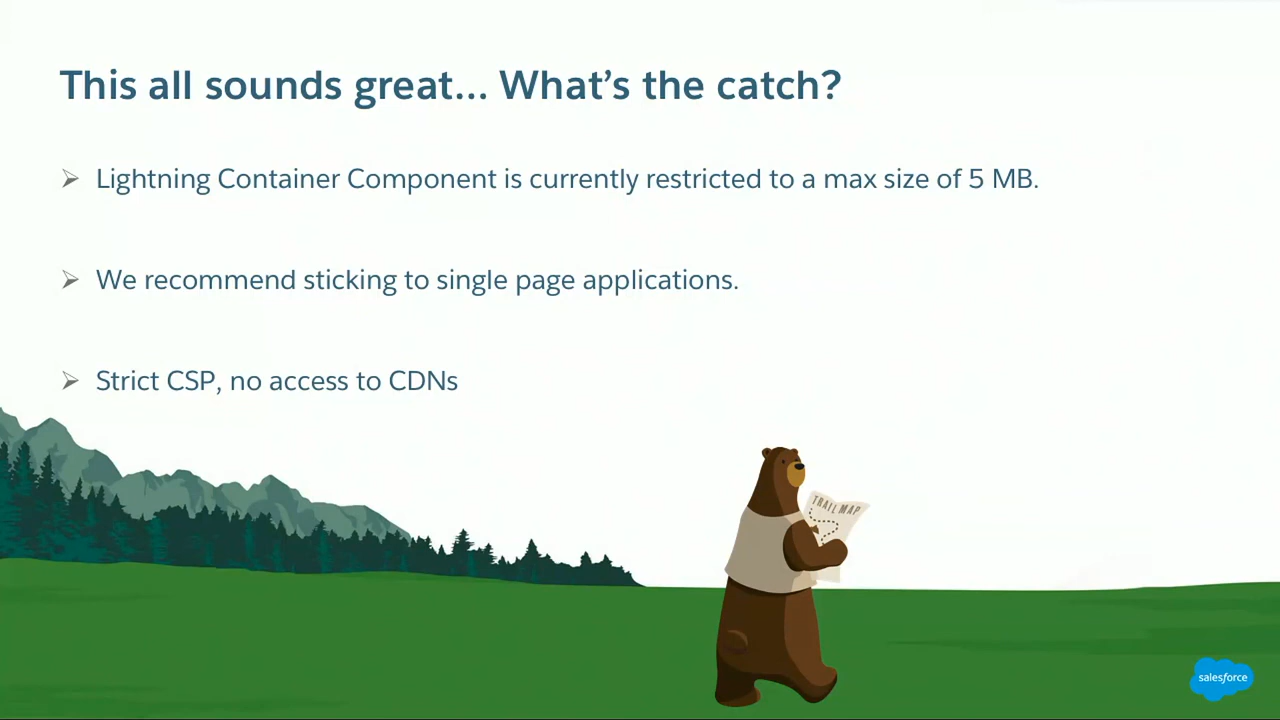 This all sounds great... What's the catch?
➢ Lightning Container Component is currently restricted to a max size of 5 MB.
➢ We recommend sticking to single page applications.
➢ Strict CSP, no access to CDNs
TRAIL MAP
salesforce